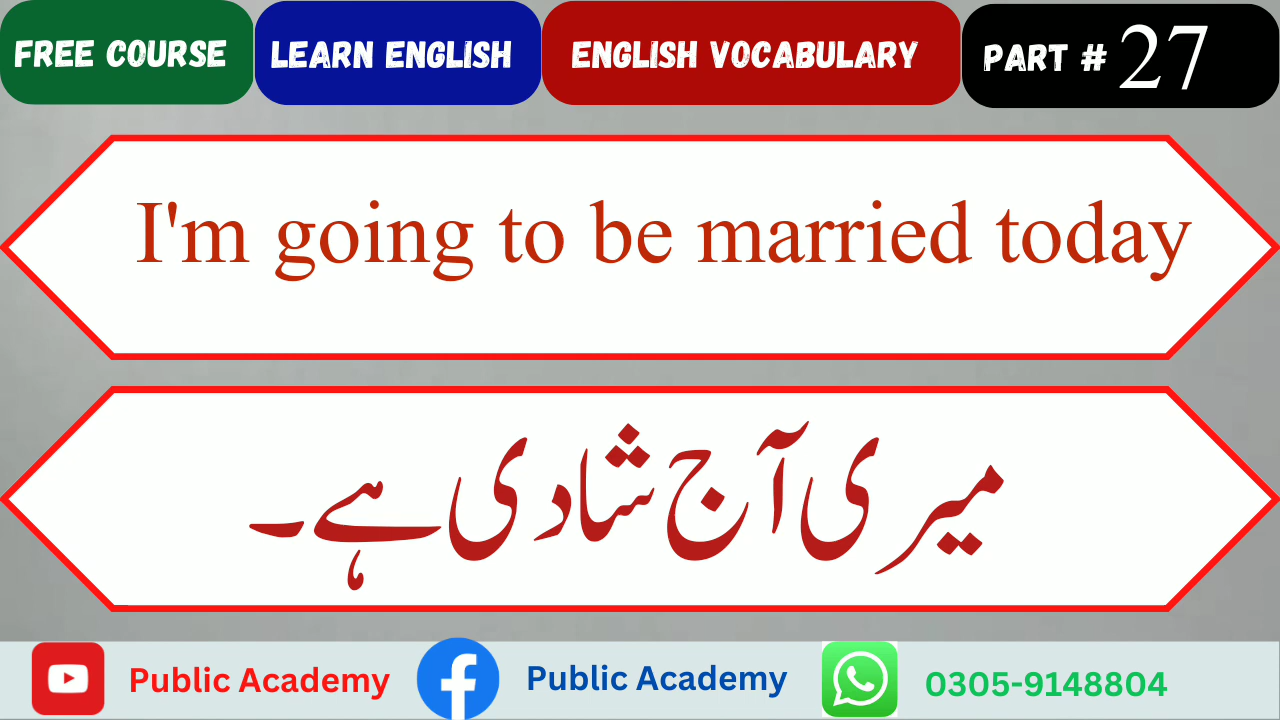 FREE COURSE
LEARN ENGLISH
ENGLISH VOCABULARY
PART # 27
I'm going to be married today
میری آج شادی ہے۔
Public Academy
Public Academy
0305-9148804